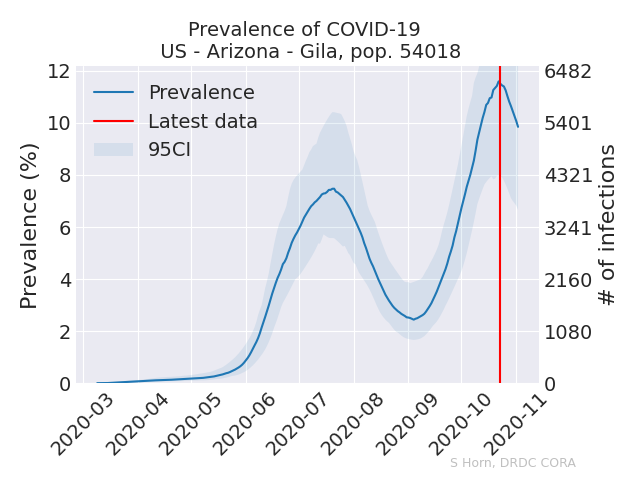 Prevalence of COVID-19
US - Arizona - Gila, pop. 54018
Prevalence (%)
12
10
8
6
4
2
0
Prevalence
Latest data
95CI
6482
5401
4321
3241
2160
1080
0
# of infections
2020-03
2020-04
2020-05
2020-06
2020-07
2020-08
2020-09
2020-10
2020-11
S Horn, DRDC CORA